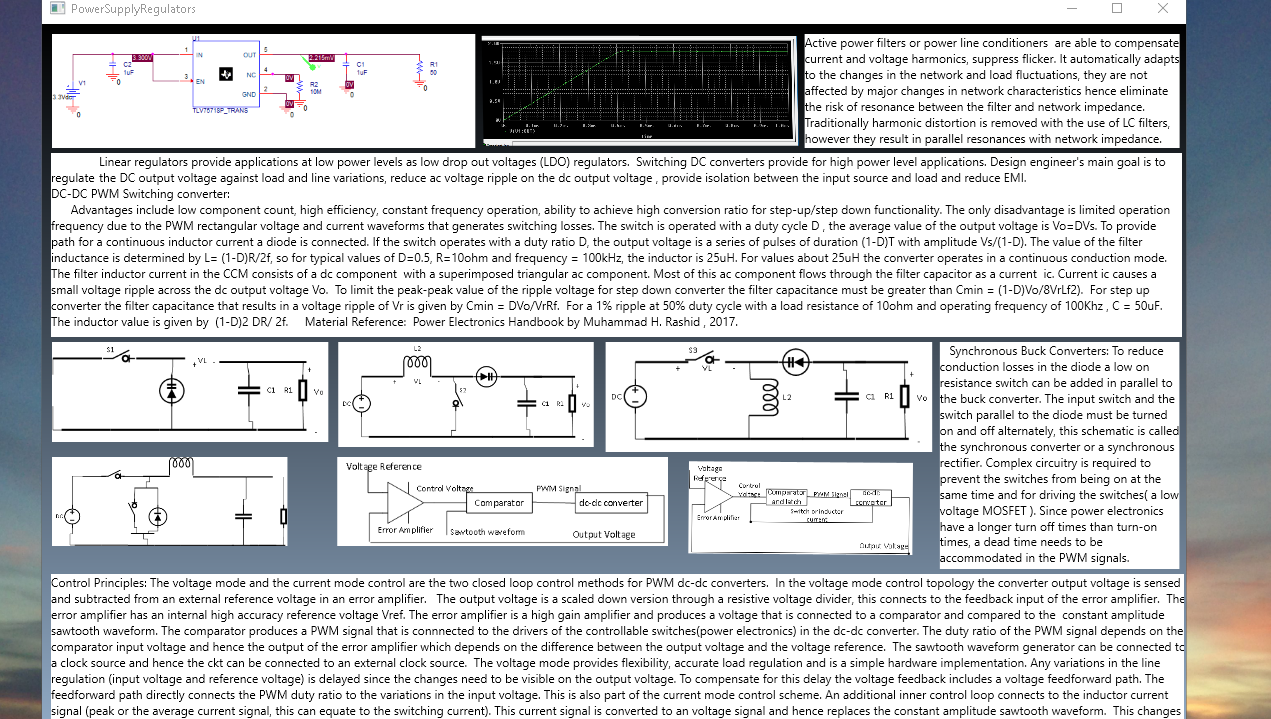 PowerSupplyRegulators
U1
IN
OUT
5
1
3.300V
C2
1uF
0
V1
3.3Vdc
0
3
EN
NC
4
GND
2
TLV75718P_TRANS
2.215mV
0V
R2
10M
0V
0
C1
1uF
0V
0
R1
50
0
Time
Active power filters or power line conditioners are able to compensate
current and voltage harmonics, suppress flicker. It automatically adapts
to the changes in the network and load fluctuations, they are not
affected by major changes in network characteristics hence eliminate
the risk of resonance between the filter and network impedance.
Traditionally harmonic distortion is removed with the use of LC filters,
however they result in parallel resonances with network impedance.
Linear regulators provide applications at low power levels as low drop out voltages (LDO) regulators. Switching DC converters provide for high power level applications. Design engineer's main goal is to
regulate the DC output voltage against load and line variations, reduce ac voltage ripple on the dc output voltage , provide isolation between the input source and load and reduce EMI.
DC-DC PWM Switching converter:
Advantages include low component count, high efficiency, constant frequency operation, ability to achieve high conversion ratio for step-up/step down functionality. The only disadvantage is limited operation
frequency due to the PWM rectangular voltage and current waveforms that generates switching losses. The switch is operated with a duty cycle D , the average value of the output voltage is Vo=DVs. To provide
path for a continuous inductor current a diode is connected. If the switch operates with a duty ratio D, the output voltage is a series of pulses of duration (1-D)T with amplitude Vs/(1-D). The value of the filter
inductance is determined by L= (1-D)R/2f, so for typical values of D=0.5, R=10ohm and frequency = 100kHz, the inductor is 25uH. For values about 25uH the converter operates in a continuous conduction mode.
The filter inductor current in the CCM consists of a dc component with a superimposed triangular ac component. Most of this ac component flows through the filter capacitor as a current ic. Current ic causes a
small voltage ripple across the dc output voltage Vo. To limit the peak-peak value of the ripple voltage for step down converter the filter capacitance must be greater than Cmin = (1-D)Vo/8VrLf2). For step up
converter the filter capacitance that results in a voltage ripple of Vr is given by Cmin = DVo/VrRf. For a 1% ripple at 50% duty cycle with a load resistance of 10ohm and operating frequency of 100Khz , C = 50uF.
The inductor value is given by (1-D)2 DR/ 2f. Material Reference: Power Electronics Handbook by Muhammad H. Rashid , 2017.
S1
+ VL -
+
C1 R1 Vo
-
L2
+ VL -
DC
S2
+
C1 R1 Vo
-
S3
+ VL -
DC
L2
+
C1 R1 Vo
-
Synchronous Buck Converters: To reduce
conduction losses in the diode a low on
resistance switch can be added in parallel to
the buck converter. The input switch and the
switch parallel to the diode must be turned
on and off alternately, this schematic is called
the synchronous converter or a synchronous
rectifier. Complex circuitry is required to
prevent the switches from being on at the
same time and for driving the switches( a low
voltage MOSFET ). Since power electronics
have a longer turn off times than turn-on
times, a dead time needs to be
accommodated in the PWM signals.
DC
Voltage Reference
Control Voltage
Comparator
PWM Signal
dc-dc converter
Error Amplifier
Sawtooth waveform
Output Voltage
Voltage
Reference
Control
Voltage
Comparator
and latch
PWM Signal
dc-dc
convertor
Error Amplifier
Switch or inductor
current
Output Voltage
Control Principles: The voltage mode and the current mode control are the two closed loop control methods for PWM dc-dc converters. In the voltage mode control topology the converter output voltage is sensed
and subtracted from an external reference voltage in an error amplifier. The output voltage is a scaled down version through a resistive voltage divider, this connects to the feedback input of the error amplifier. The
error amplifier has an internal high accuracy reference voltage Vref. The error amplifier is a high gain amplifier and produces a voltage that is connected to a comparator and compared to the constant amplitude
sawtooth waveform. The comparator produces a PWM signal that is connnected to the drivers of the controllable switches(power electronics) in the dc-dc converter. The duty ratio of the PWM signal depends on the
comparator input voltage and hence the output of the error amplifier which depends on the difference between the output voltage and the voltage reference. The sawtooth waveform generator can be connected to
a clock source and hence the ckt can be connected to an external clock source. The voltage mode provides flexibility, accurate load regulation and is a simple hardware implementation. Any variations in the line
regulation (input voltage and reference voltage) is delayed since the changes need to be visible on the output voltage. To compensate for this delay the voltage feedback includes a voltage feedforward path. The
feedforward path directly connects the PWM duty ratio to the variations in the input voltage. This is also part of the current mode control scheme. An additional inner control loop connects to the inductor current
signal (peak or the average current signal, this can equate to the switching current). This current signal is converted to an voltage signal and hence replaces the constant amplitude sawtooth waveform. This changes